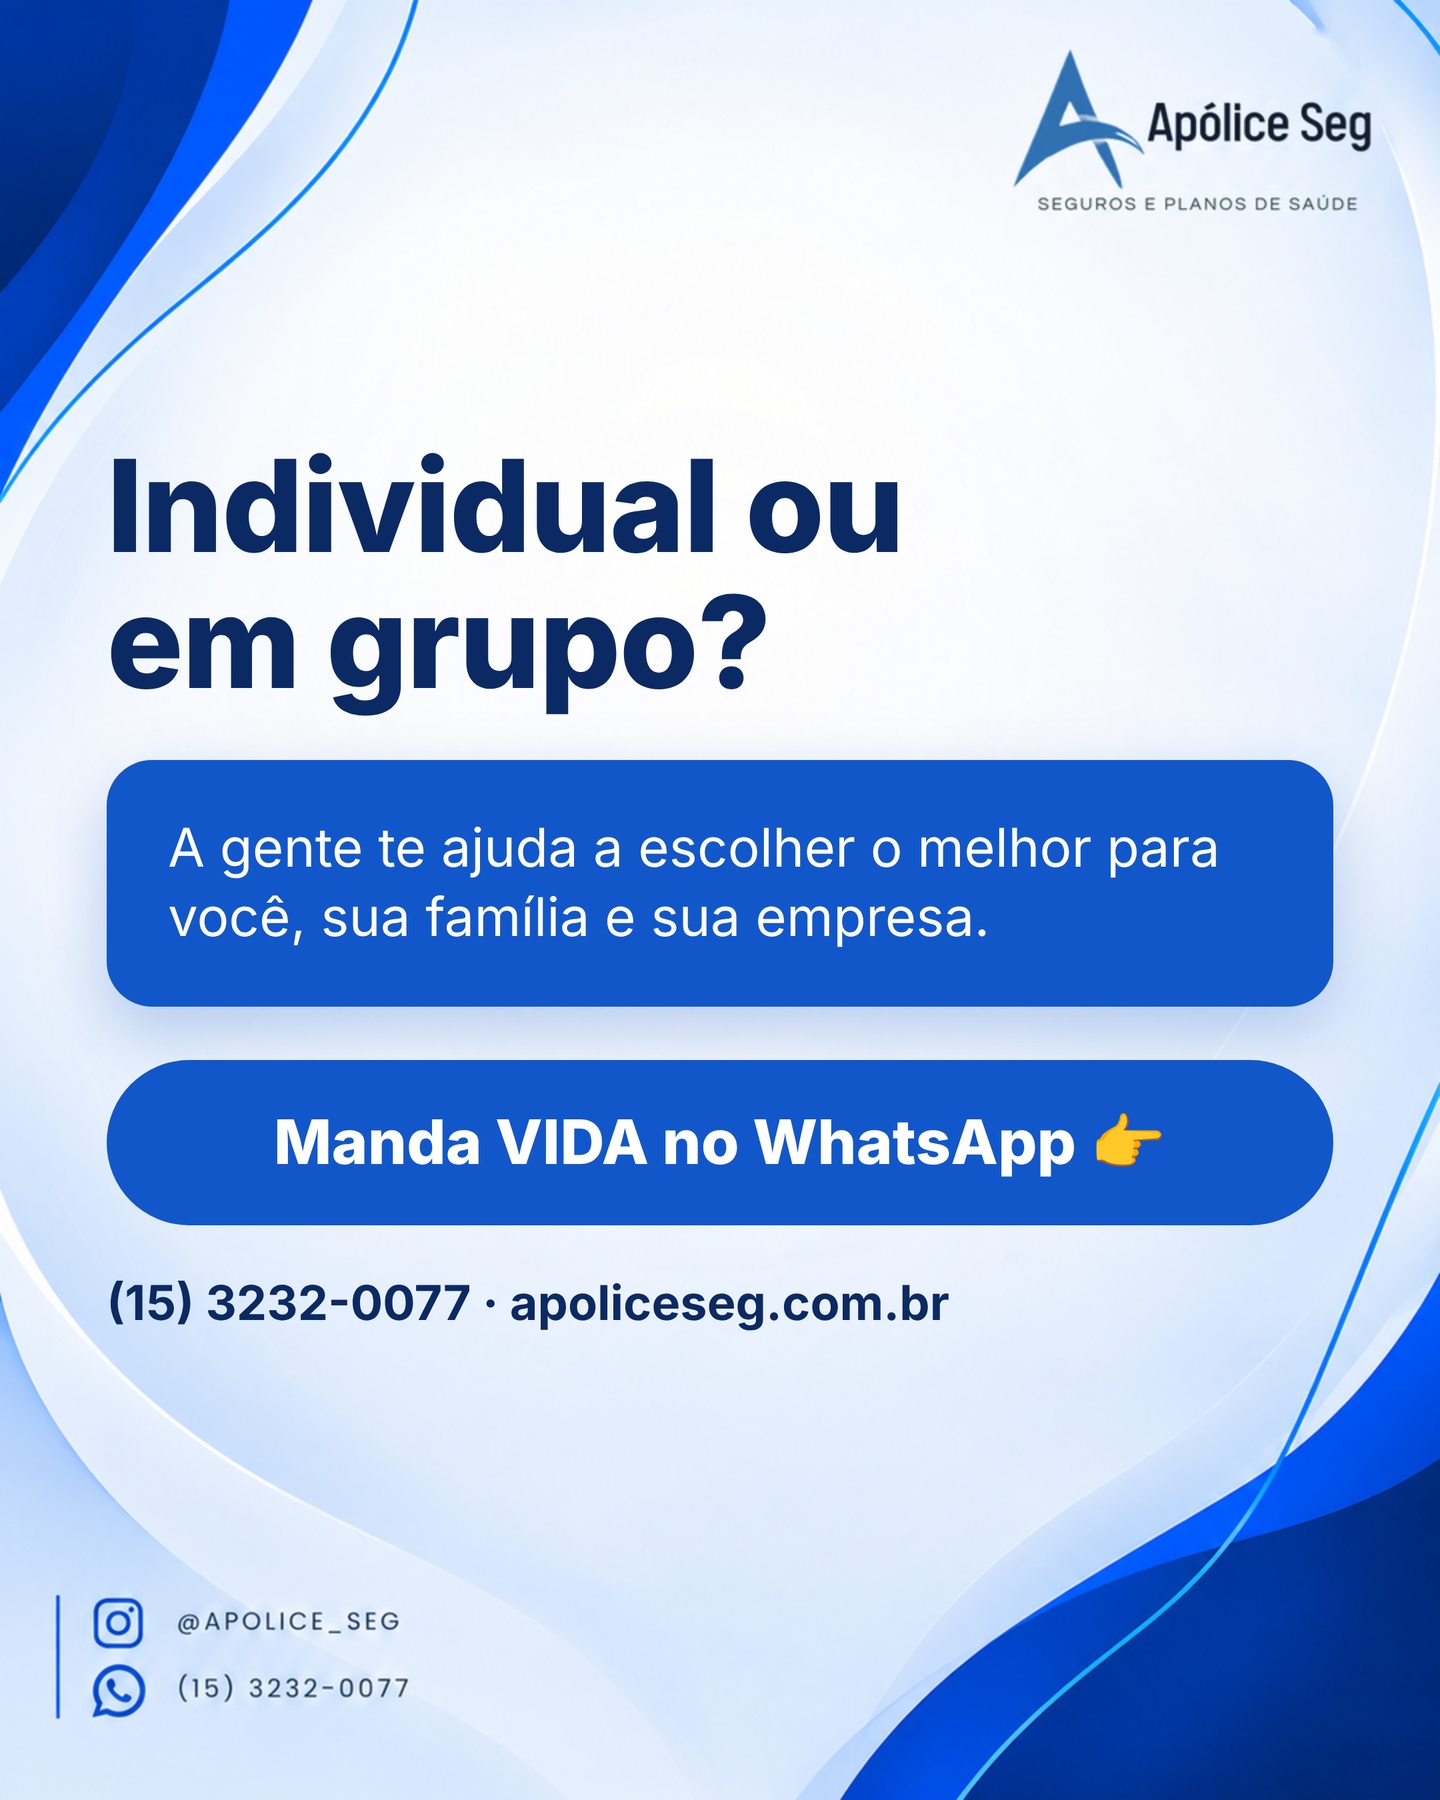 Apólice Seg
SEGUROS E PLANOS DE SAÚDE
Individual ou
em grupo?
A gente te ajuda a escolher o melhor para
você, sua família e sua empresa.
Manda VIDA no WhatsApp 👉
(15) 3232-0077 · apoliceseg.com.br
@APOLICE_SEG
(15) 3232-0077